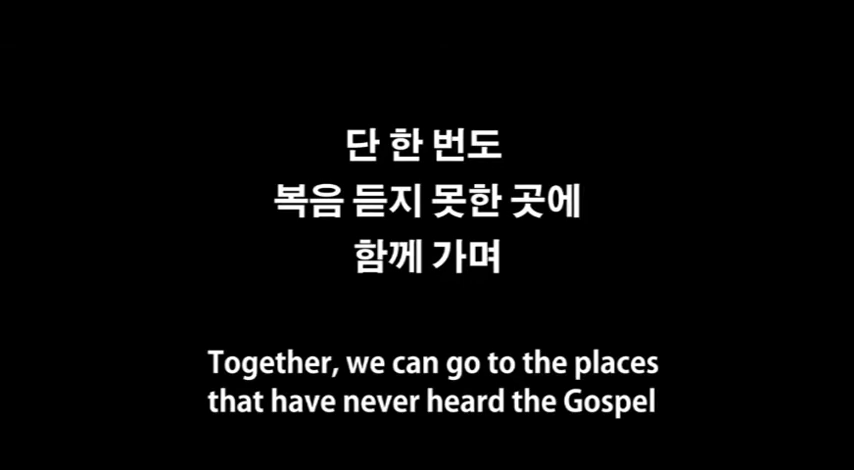 단 한 번도
복음 듣지 못한 곳에
함께 가며
Together, we can go to the places
that have never heard the Gospel